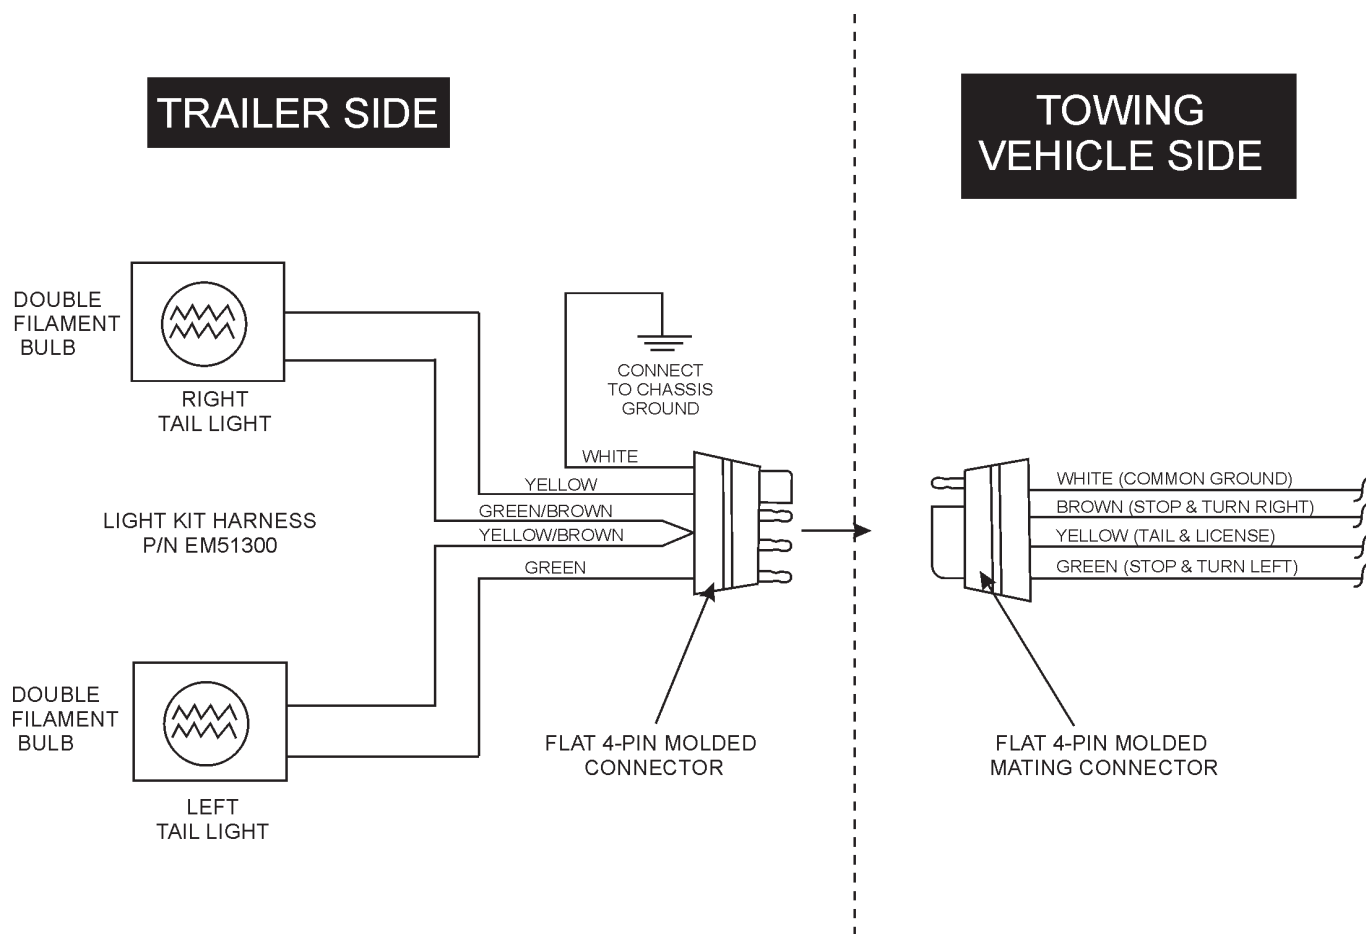 TRAILER SIDE
TOWING
VEHICLE SIDE
DOUBLE
FILAMENT
BULB
RIGHT
TAIL LIGHT
CONNECT
TO CHASSIS
GROUND
WHITE
YELLOW
GREEN/BROWN
YELLOW/BROWN
GREEN
LIGHT KIT HARNESS
P/N EM51300
WHITE (COMMON GROUND)
BROWN (STOP & TURN RIGHT)
YELLOW (TAIL & LICENSE)
GREEN (STOP & TURN LEFT)
DOUBLE
FILAMENT
BULB
LEFT
TAIL LIGHT
FLAT 4-PIN MOLDED
CONNECTOR
FLAT 4-PIN MOLDED
MATING CONNECTOR